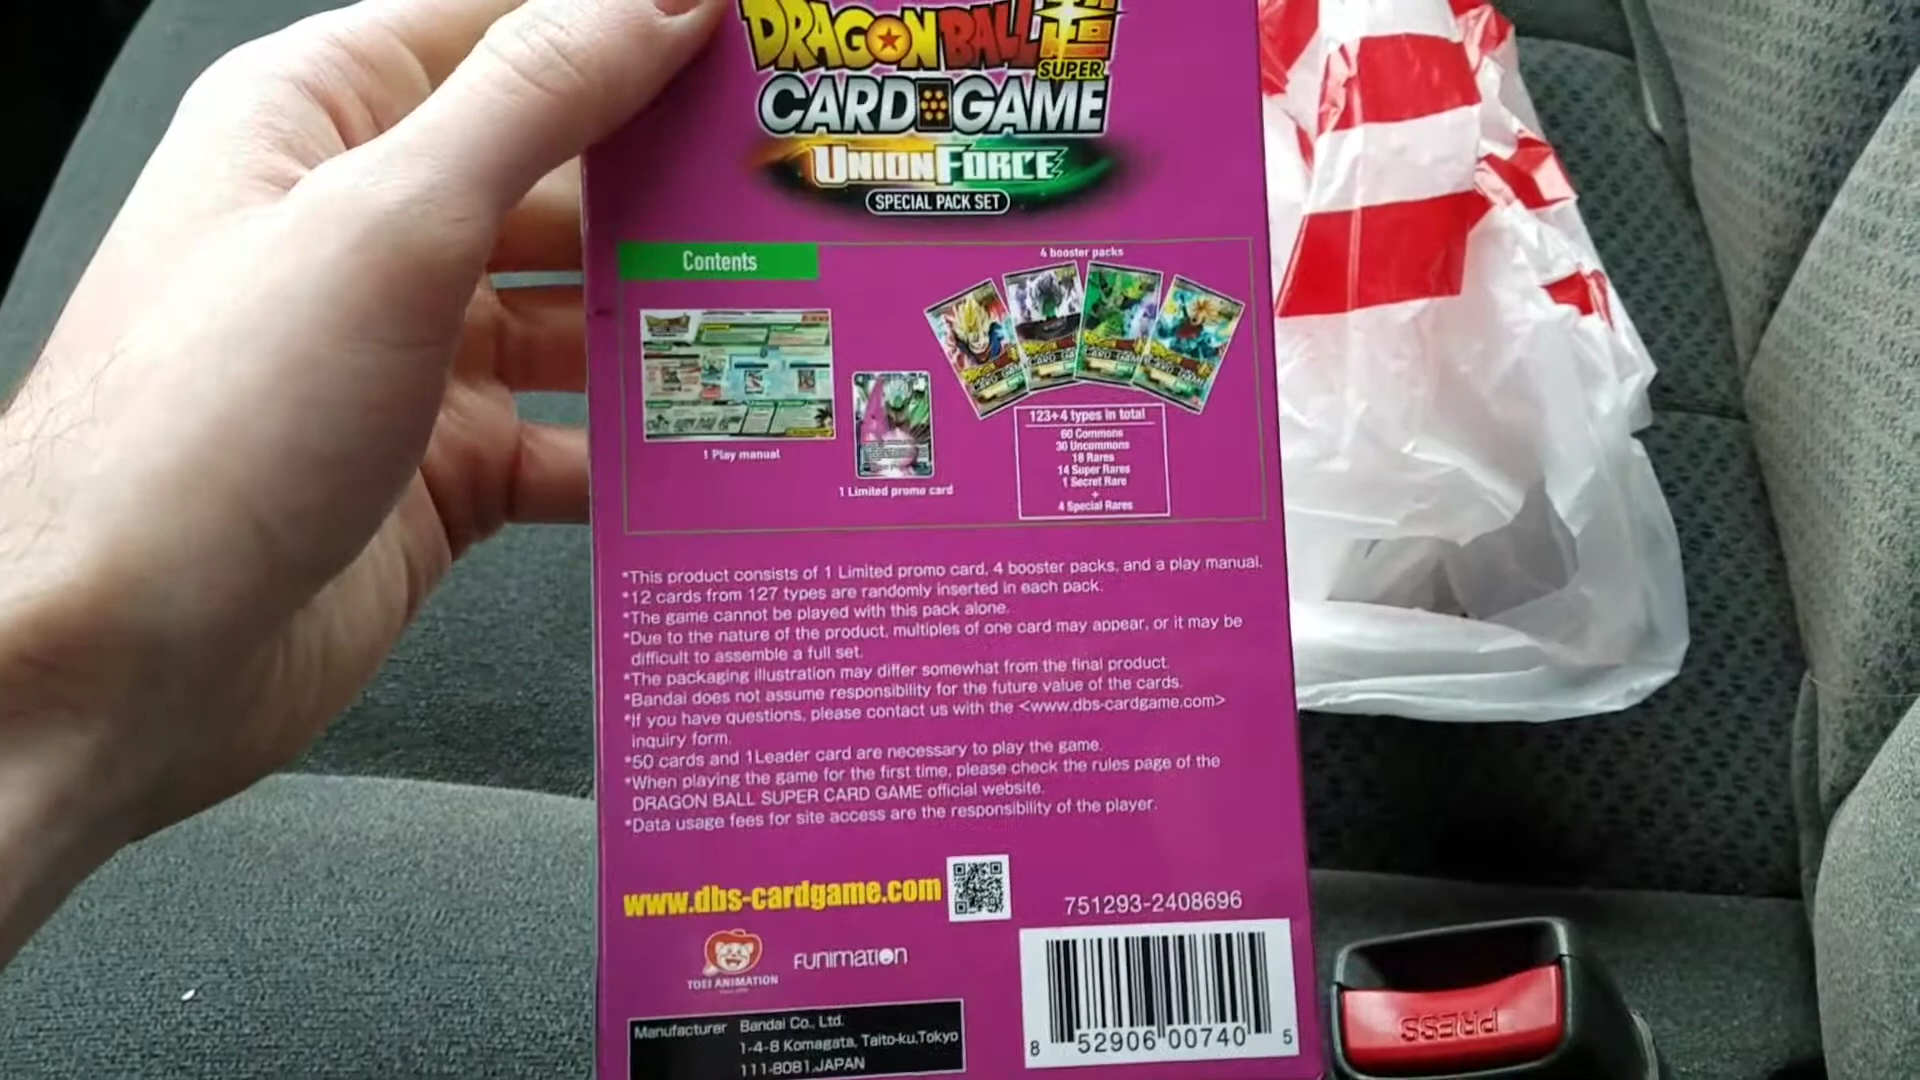 DRAGON BALL 超
SUPER
CARD GAME
UNION FORCE
SPECIAL PACK SET
Contents
4 booster packs
1 Play manual
1 Limited promo card
123+4 types in total
60 Commons
30 Uncommons
18 Rares
14 Super Rares
1 Secret Rare
+
4 Special Rares
*This product consists of 1 Limited promo card, 4 booster packs, and a play manual.
*12 cards from 127 types are randomly inserted in each pack.
*The game cannot be played with this pack alone.
*Due to the nature of the product, multiples of one card may appear, or it may be
difficult to assemble a full set.
*The packaging illustration may differ somewhat from the final product.
*Bandai does not assume responsibility for the future value of the cards.
*If you have questions, please contact us with the <www.dbs-cardgame.com>
inquiry form.
*50 cards and 1Leader card are necessary to play the game.
*When playing the game for the first time, please check the rules page of the
DRAGON BALL SUPER CARD GAME official website.
*Data usage fees for site access are the responsibility of the player.
www.dbs-cardgame.com
751293-2408696
TOEI ANIMATION
FUNIMATION
Manufacturer Bandai Co., Ltd.
1-4-8 Komagata, Taito-ku,Tokyo
111-8081,JAPAN
8 52906 00740 5
PRESS